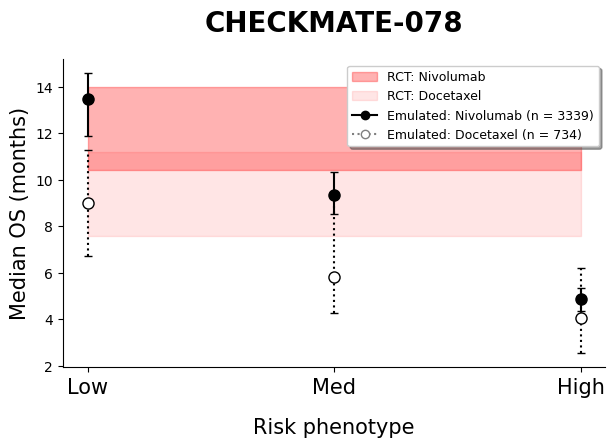 CHECKMATE-078
RCT: Nivolumab
RCT: Docetaxel
Emulated: Nivolumab (n = 3339)
Emulated: Docetaxel (n = 734)
Median OS (months)
14
12
10
8
6
4
2
Low
Med
High
Risk phenotype